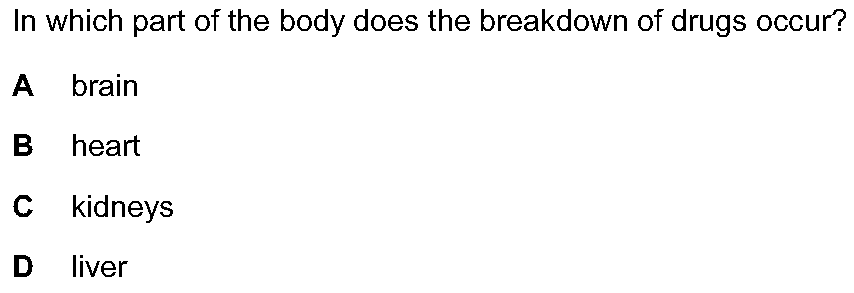 In which part of the body does the breakdown of drugs occur?
A brain
B heart
C kidneys
D liver